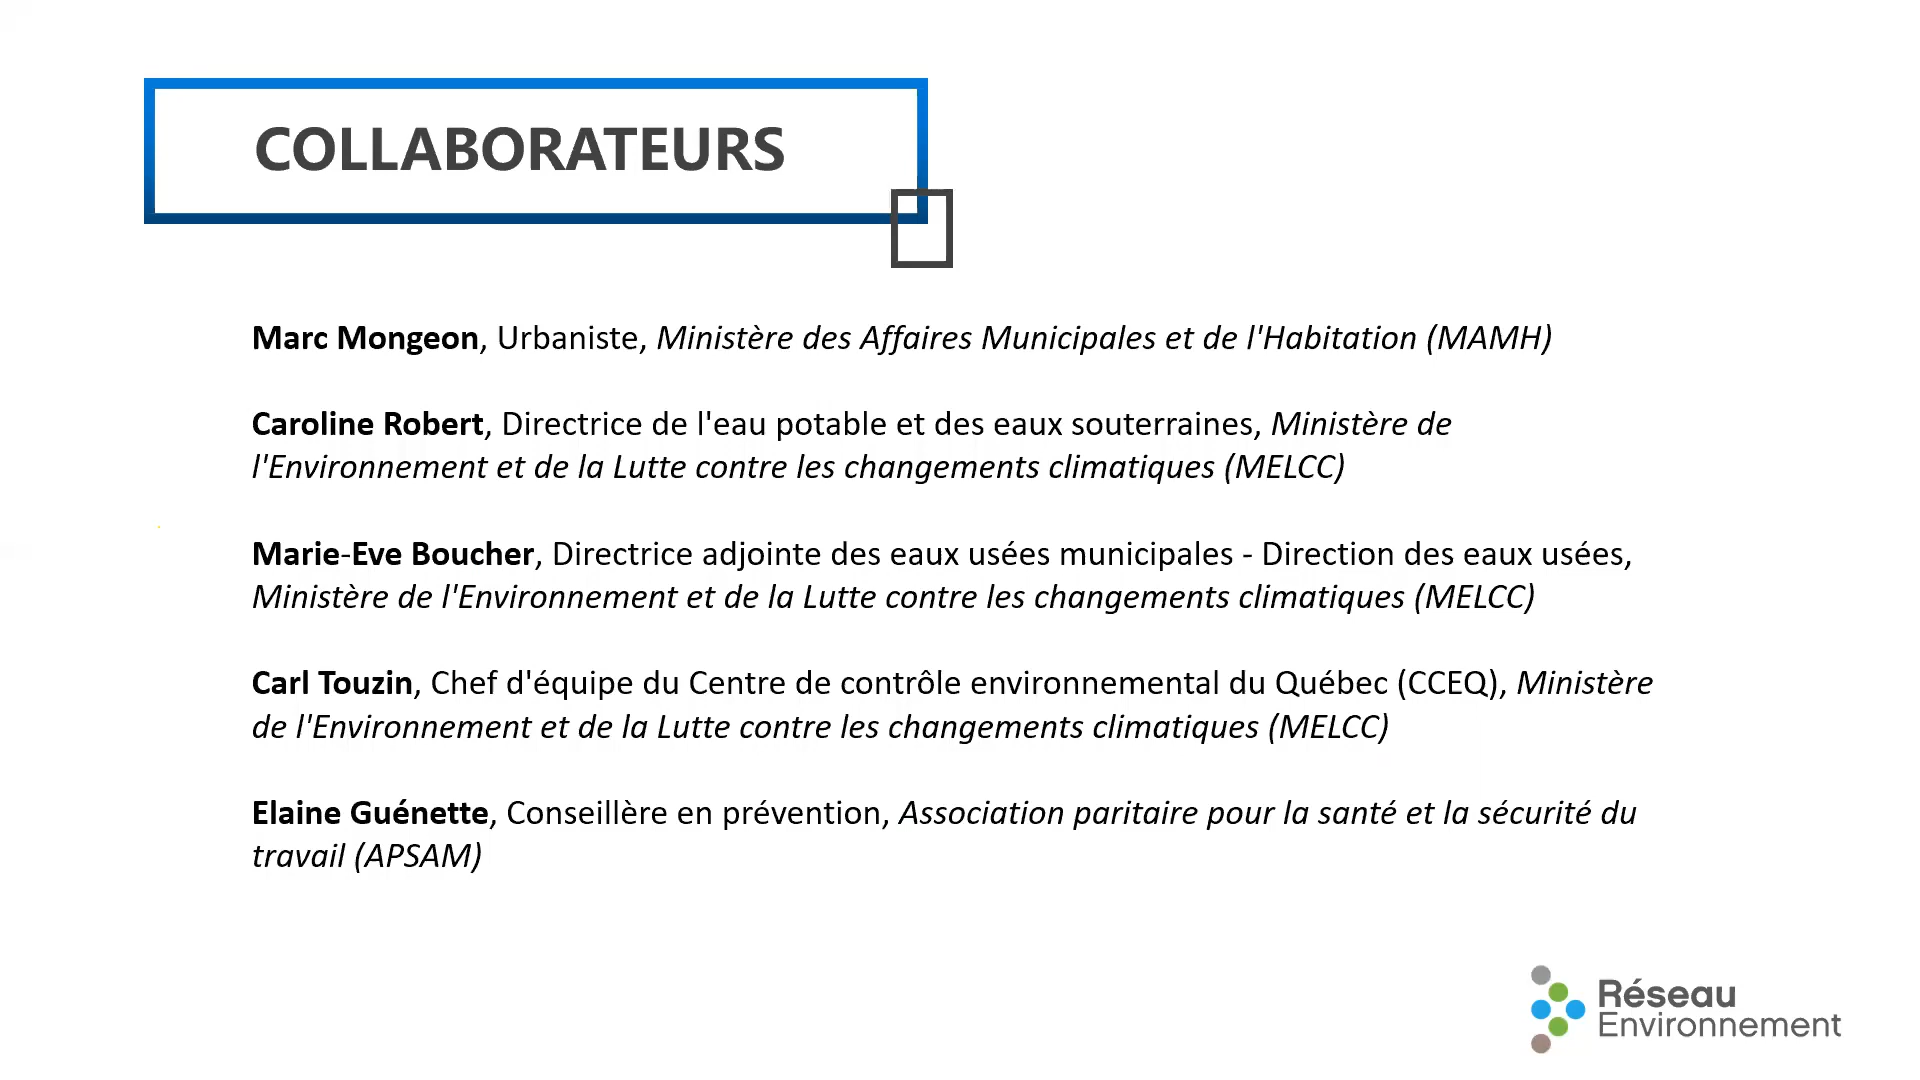 COLLABORATEURS
Marc Mongeon, Urbaniste, Ministère des Affaires Municipales et de l'Habitation (MAMH)
Caroline Robert, Directrice de l'eau potable et des eaux souterraines, Ministère de
l'Environnement et de la Lutte contre les changements climatiques (MELCC)
Marie-Eve Boucher, Directrice adjointe des eaux usées municipales - Direction des eaux usées,
Ministère de l'Environnement et de la Lutte contre les changements climatiques (MELCC)
Carl Touzin, Chef d'équipe du Centre de contrôle environnemental du Québec (CCEQ), Ministère
de l'Environnement et de la Lutte contre les changements climatiques (MELCC)
Elaine Guénette, Conseillère en prévention, Association paritaire pour la santé et la sécurité du
travail (APSAM)
Réseau
Environnement